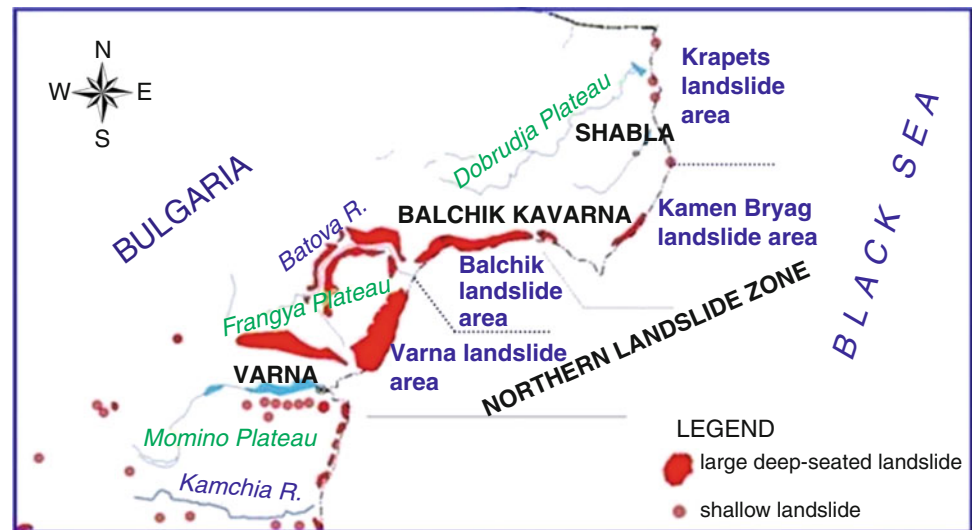 N
W E
S
Krapets
landslide
area
Dobrudja Plateau
SHABLA
BLACK SEA
BULGARIA
Batova R.
BALCHIK KAVARNA
Kamen Bryag
landslide area
Balchik
landslide
area
Frangya Plateau
Varna landslide
area
NORTHERN LANDSLIDE ZONE
VARNA
Momino Plateau
Kamchia R.
LEGEND
large deep-seated landslide
shallow landslide